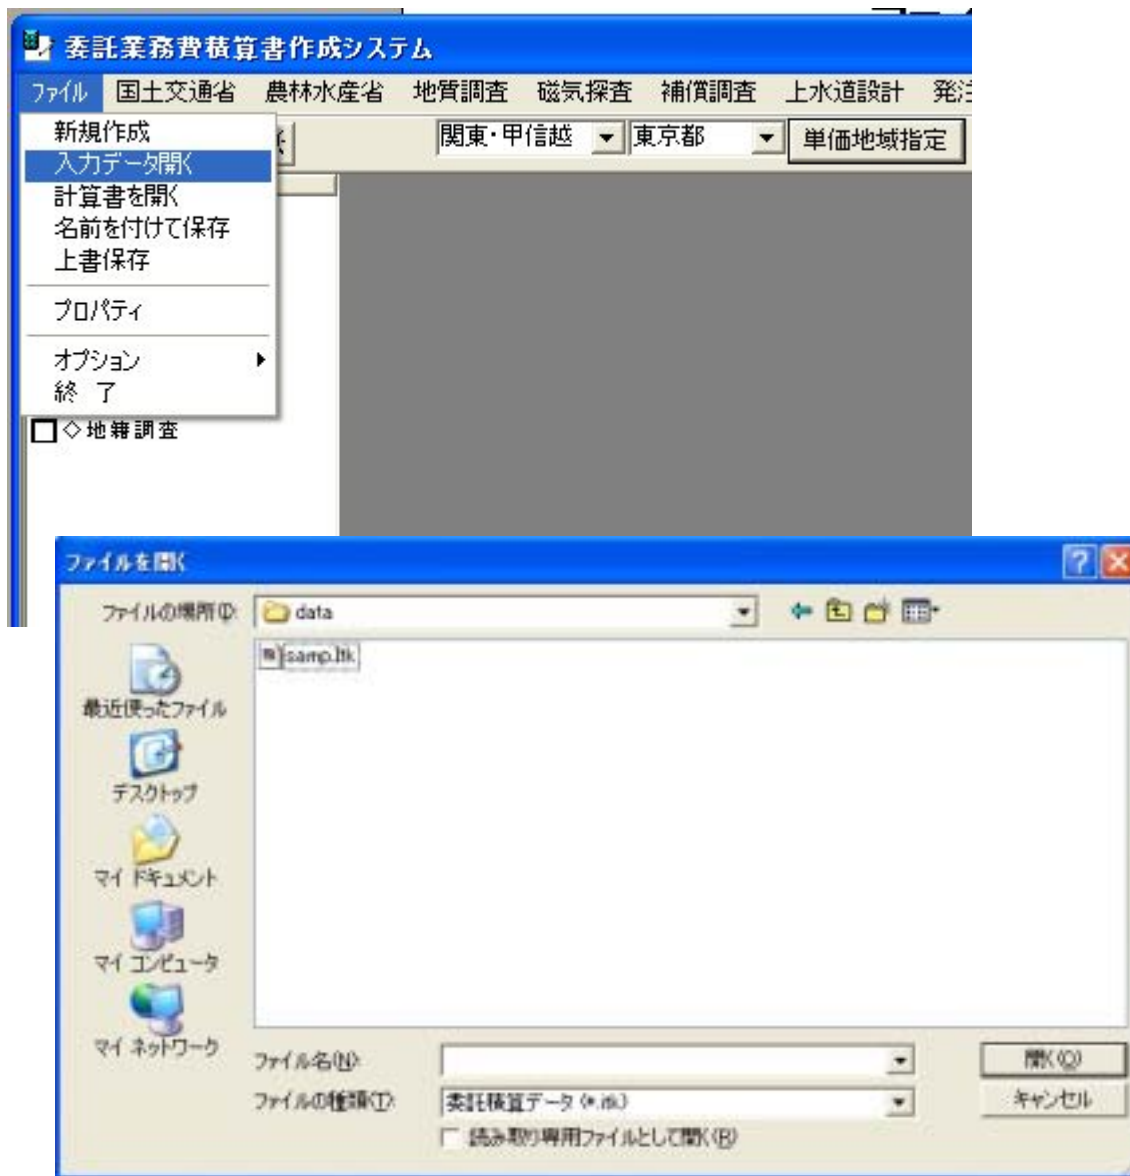 委託業務費積算書作成システム
ファイル 国土交通省 農林水産省 地質調査 磁気探査 補償調査 上水道設計
関東・甲信越 東京都 単価地域指定
新規作成
入力データ開く
計算書を開く
名前を付けて保存
上書保存
プロパティ
オプション
終 了
◇地籍調査
ファイルを開く
ファイルの場所(I): data
最近使ったファイル
デスクトップ
マイ ドキュメント
マイ コンピュータ
マイ ネットワーク
ファイル名(N): 開く(O)
ファイルの種類(T): 委託積算データ キャンセル
読み取り専用ファイルとして開く(R)